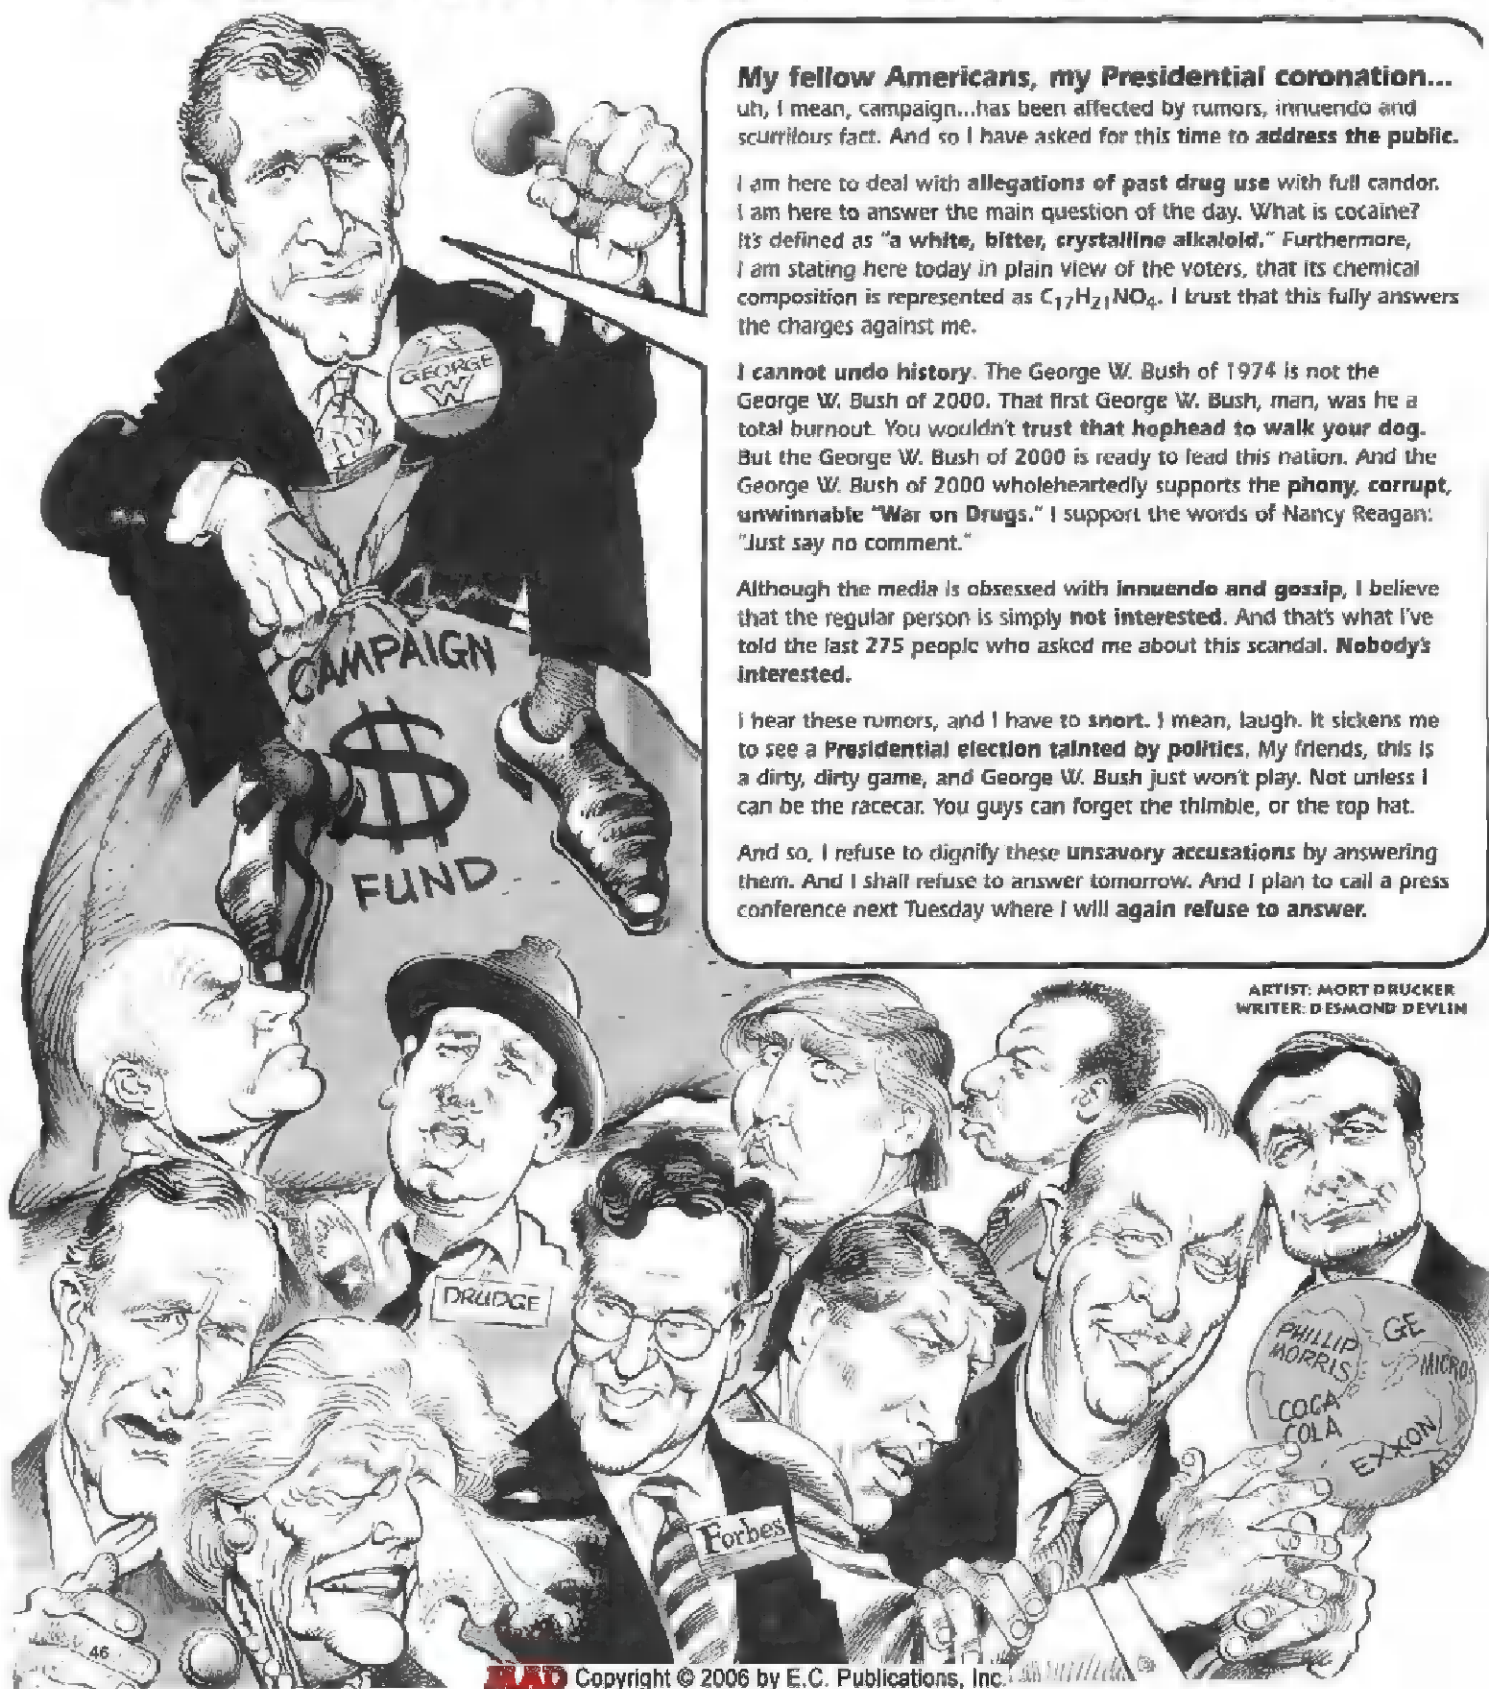 My fellow Americans, my Presidential coronation...
uh, I mean, campaign...has been affected by rumors, innuendo and
scurrilous fact. And so I have asked for this time to address the public.
I am here to deal with allegations of past drug use with full candor.
I am here to answer the main question of the day. What is cocaine?
It's defined as "a white, bitter, crystalline alkaloid." Furthermore,
I am stating here today in plain view of the voters, that its chemical
composition is represented as C₁₇H₂₁NO₄. I trust that this fully answers
the charges against me.
I cannot undo history. The George W. Bush of 1974 is not the
George W. Bush of 2000. That first George W. Bush, man, was he a
total burnout. You wouldn't trust that hophead to walk your dog.
But the George W. Bush of 2000 is ready to lead this nation. And the
George W. Bush of 2000 wholeheartedly supports the phony, corrupt,
unwinnable "War on Drugs." I support the words of Nancy Reagan:
"Just say no comment."
Although the media is obsessed with innuendo and gossip, I believe
that the regular person is simply not interested. And that's what I've
told the last 275 people who asked me about this scandal. Nobody's
interested.
I hear these rumors, and I have to snort. I mean, laugh. It sickens me
to see a Presidential election tainted by politics. My friends, this is
a dirty, dirty game, and George W. Bush just won't play. Not unless I
can be the racecar. You guys can forget the thimble, or the top hat.
And so, I refuse to dignify these unsavory accusations by answering
them. And I shall refuse to answer tomorrow. And I plan to call a press
conference next Tuesday where I will again refuse to answer.
GEORGE
W
CAMPAIGN
$
FUND
ARTIST: MORT DRUCKER
WRITER: DESMOND DEVLIN
DRUDGE
Forbes
PHILLIP
MORRIS
GE
MICROS
COCA
COLA
EXXON
46
MAD Copyright © 2006 by E.C. Publications, Inc.